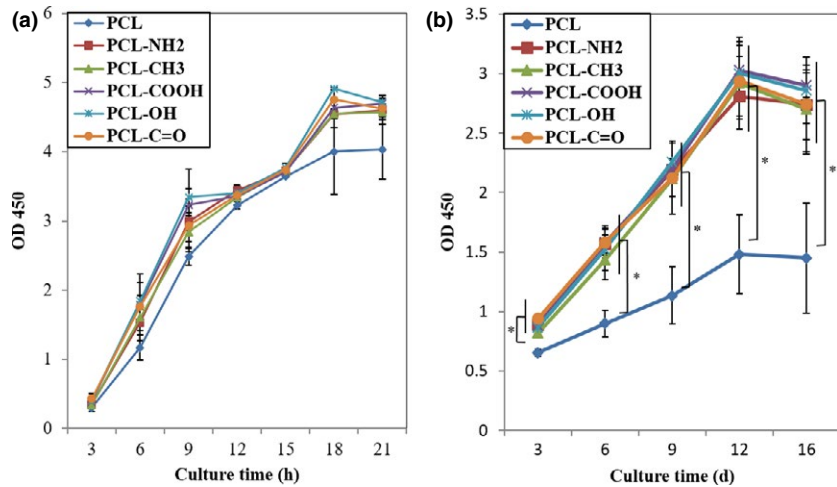 (a)
PCL
PCL-NH2
PCL-CH3
PCL-COOH
PCL-OH
PCL-C=O
OD 450
6
5
4
3
2
1
0
3 6 9 12 15 18 21
Culture time (h)
(b)
PCL
PCL-NH2
PCL-CH3
PCL-COOH
PCL-OH
PCL-C=O
OD 450
3.5
3
2.5
2
1.5
1
0.5
0
* * * * *
3 6 9 12 16
Culture time (d)